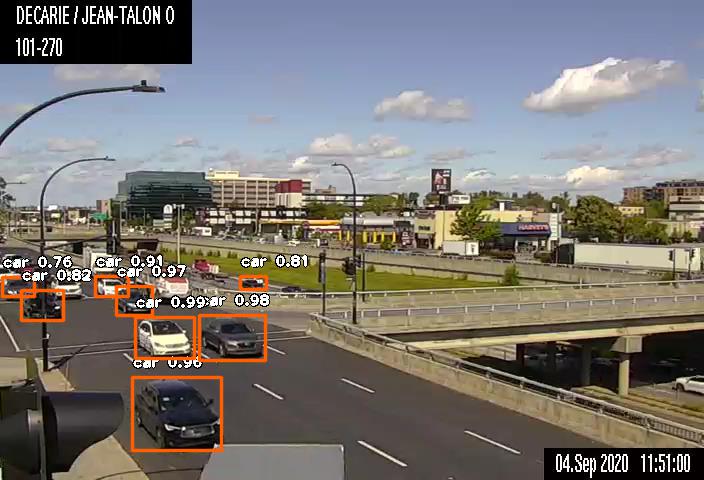 DECARIE / JEAN-TALON O
101-270
car 0.76
car 0.82
car 0.91
car 0.97
car 0.81
car 0.99
car 0.98
car 0.96
HARVEY'S
04.Sep 2020 11:51:00